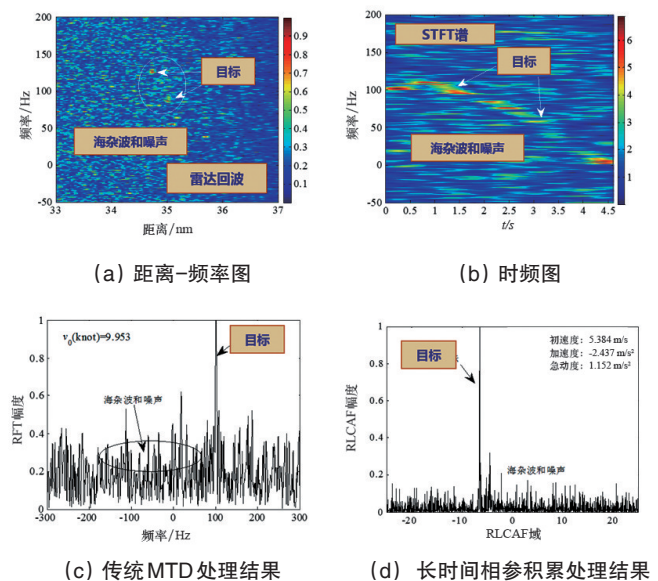 200
150
100
50
0
-50
频率/Hz
33 34 35 36 37
距离/nm
0.9
0.8
0.7
0.6
0.5
0.4
0.3
0.2
0.1
目标
海杂波和噪声
雷达回波
(a) 距离-频率图
200
150
100
50
0
-50
频率/Hz
0 0.5 1 1.5 2 2.5 3 3.5 4 4.5
t/s
6
5
4
3
2
1
STFT谱
目标
海杂波和噪声
(b) 时频图
1
0.8
0.6
0.4
0.2
0
RFT幅度
v0(knot)=9.953
目标
海杂波和噪声
-300 -200 -100 0 100 200 300
频率/Hz
(c) 传统MTD处理结果
1
0.8
0.6
0.4
0.2
0
RLCAF幅度
初速度：5.384 m/s
加速度：-2.437 m/s²
急动度：1.152 m/s³
目标
海杂波和噪声
-20 -10 0 10 20
RLCAF域
(d) 长时间相参积累处理结果